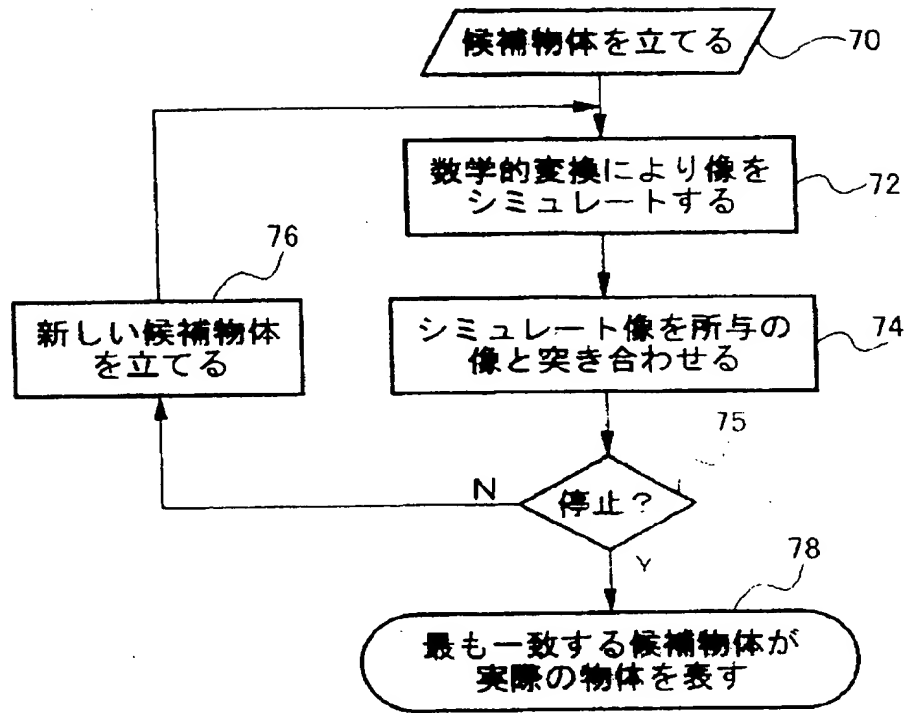 候補物体を立てる
70
数学的変換により像を
シミュレートする
72
76
新しい候補物体
を立てる
シミュレート像を所与の
像と突き合わせる
74
75
N
停止?
Y
78
最も一致する候補物体が
実際の物体を表す